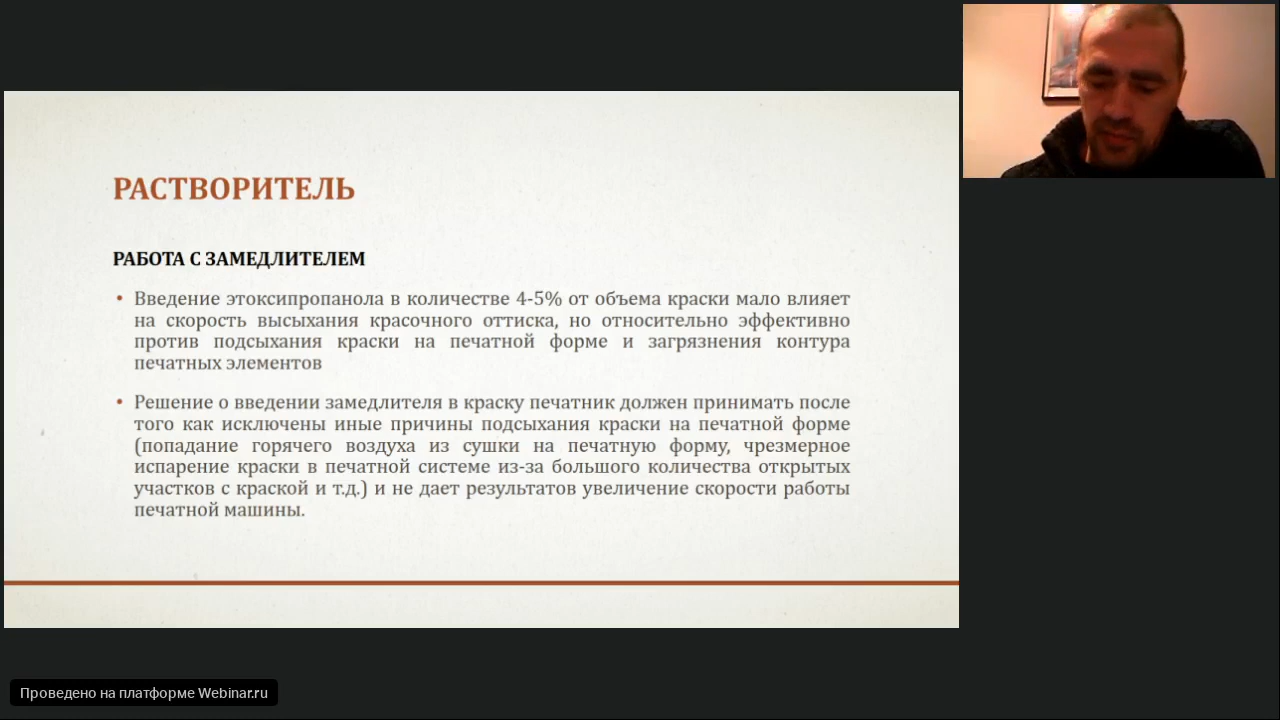 РАСТВОРИТЕЛЬ
РАБОТА С ЗАМЕДЛИТЕЛЕМ
• Введение этоксипропанола в количестве 4-5% от объема краски мало влияет
на скорость высыхания красочного оттиска, но относительно эффективно
против подсыхания краски на печатной форме и загрязнения контура
печатных элементов
• Решение о введении замедлителя в краску печатник должен принимать после
того как исключены иные причины подсыхания краски на печатной форме
(попадание горячего воздуха из сушки на печатную форму, чрезмерное
испарение краски в печатной системе из-за большого количества открытых
участков с краской и т.д.) и не дает результатов увеличение скорости работы
печатной машины.
Проведено на платформе Webinar.ru